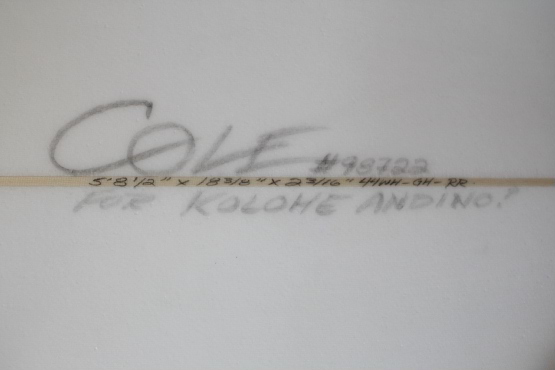 COLE #98722
5'8 1/2" x 18 3/8" x 2 3/16" 44WH-GH-RR
FOR KOLOHE ANDINO!